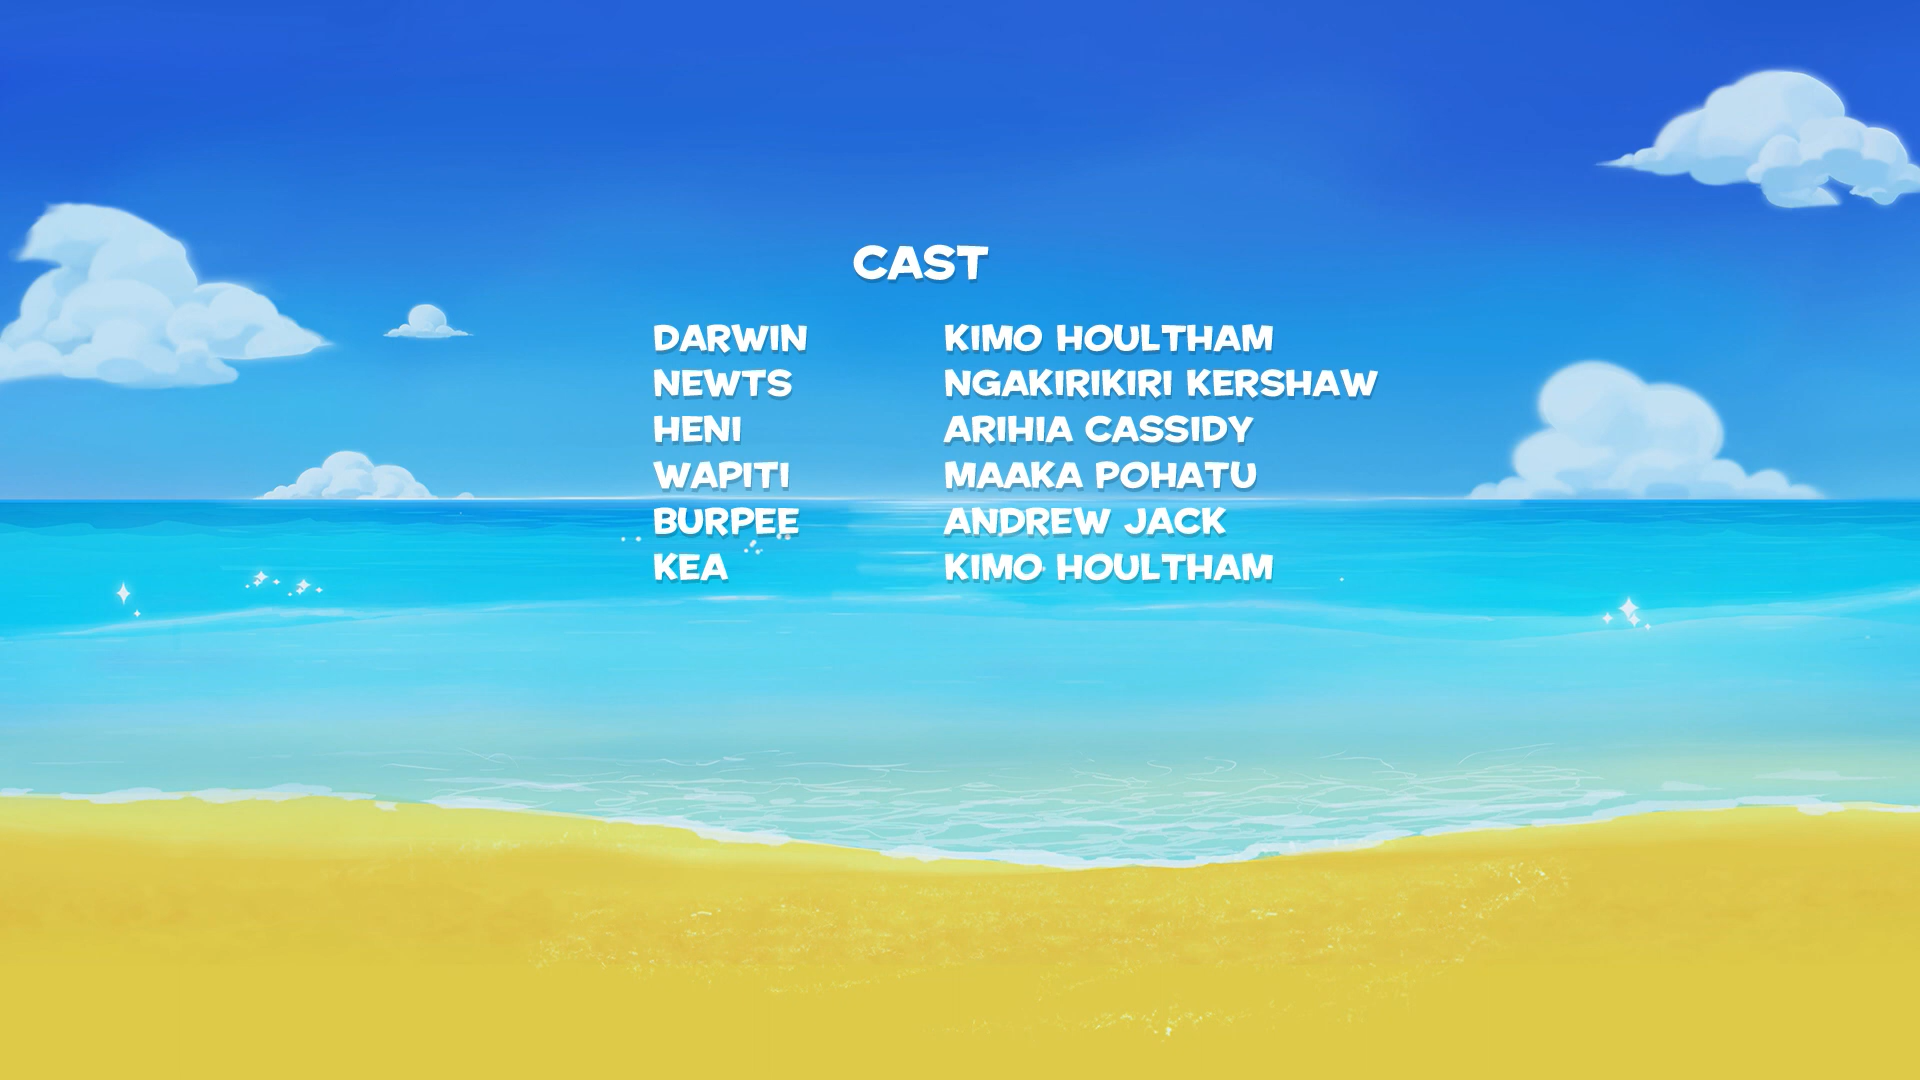 CAST
DARWIN KIMO HOULTHAM
NEWTS NGAKIRIKIRI KERSHAW
HENI ARIHIA CASSIDY
WAPITI MAAKA POHATU
BURPEE ANDREW JACK
KEA KIMO HOULTHAM